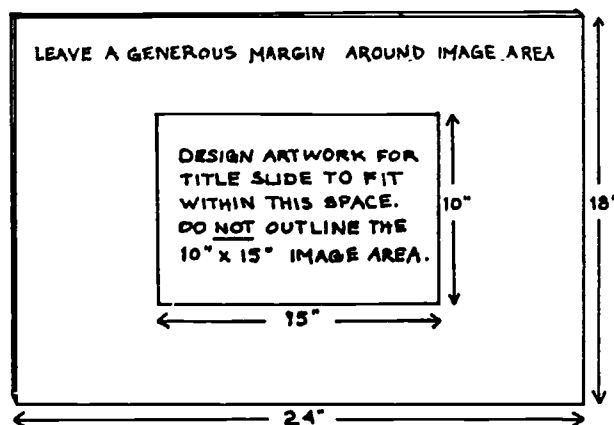 LEAVE A GENEROUS MARGIN AROUND IMAGE AREA
DESIGN ARTWORK FOR
TITLE SLIDE TO FIT
WITHIN THIS SPACE.
DO NOT OUTLINE THE
10" x 15" IMAGE AREA.
10"
18"
15"
24"